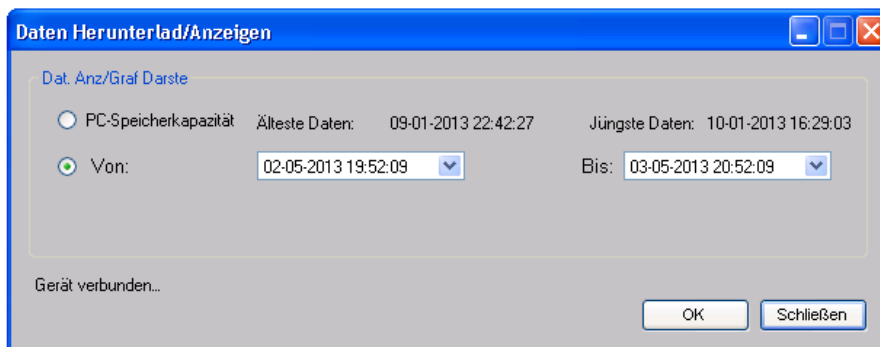 Daten Herunterlad/Anzeigen
Dat. Anz/Graf Darste
PC-Speicherkapazität Älteste Daten: 09-01-2013 22:42:27 Jüngste Daten: 10-01-2013 16:29:03
Von: 02-05-2013 19:52:09 Bis: 03-05-2013 20:52:09
Gerät verbunden...
OK Schließen